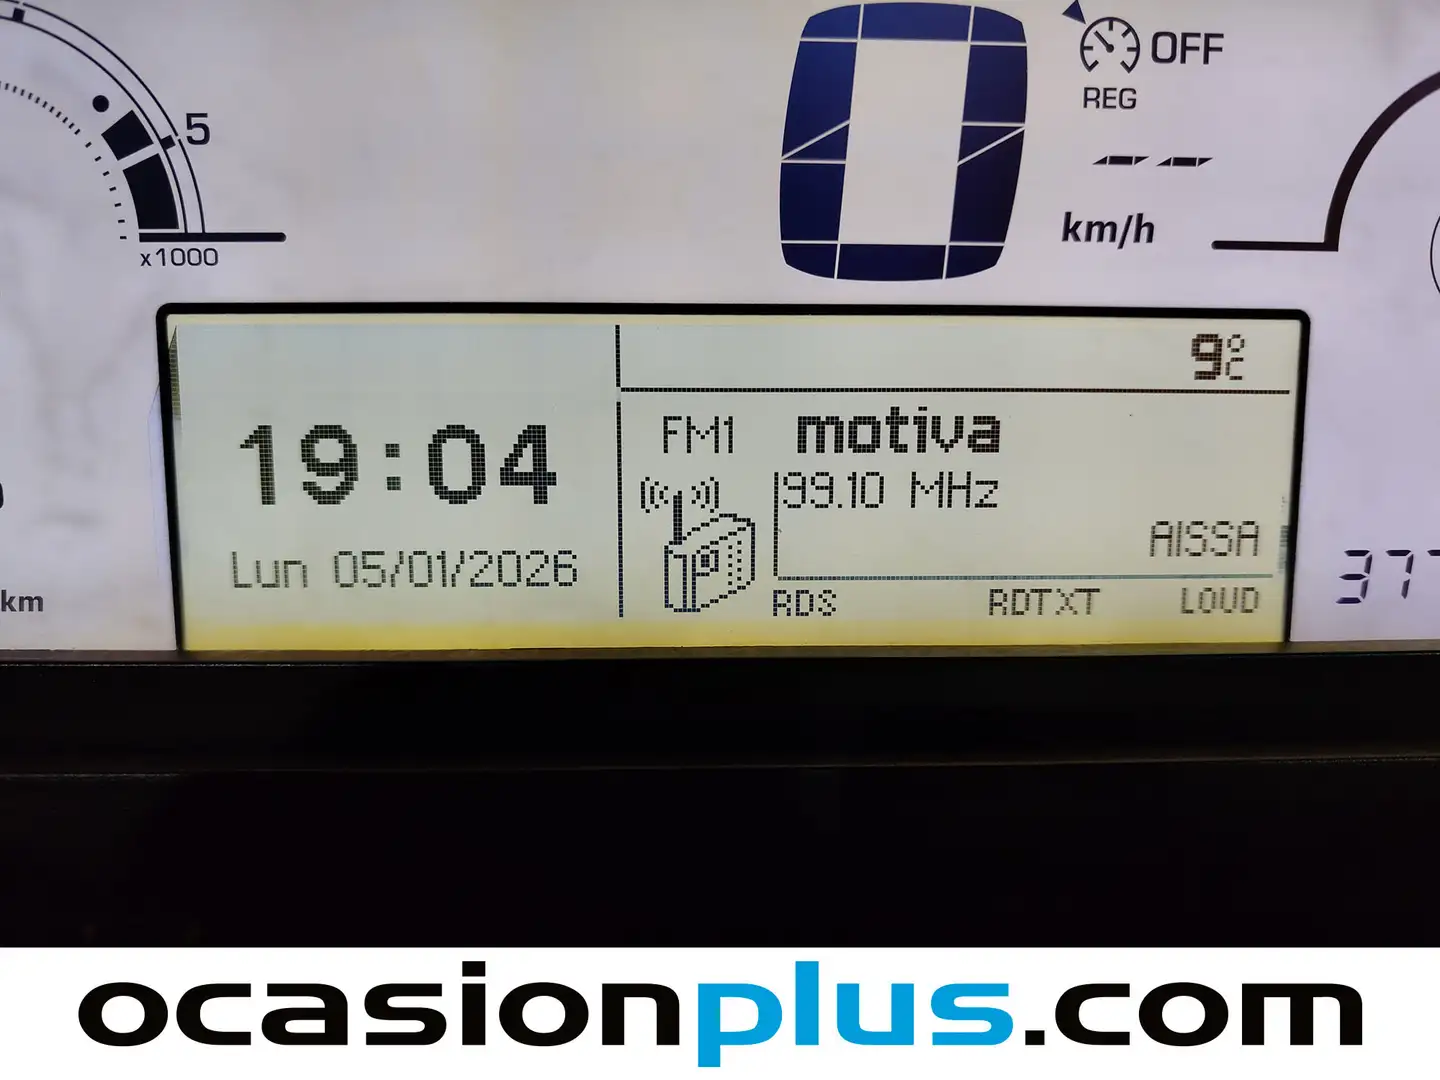 OFF
REG
5
km/h
x1000
9°C
FM1 motiva
19:04
99.10 MHz
AISSA
Lun 05/01/2026
RDS RDTXT LOUD
km
ocasionplus.com